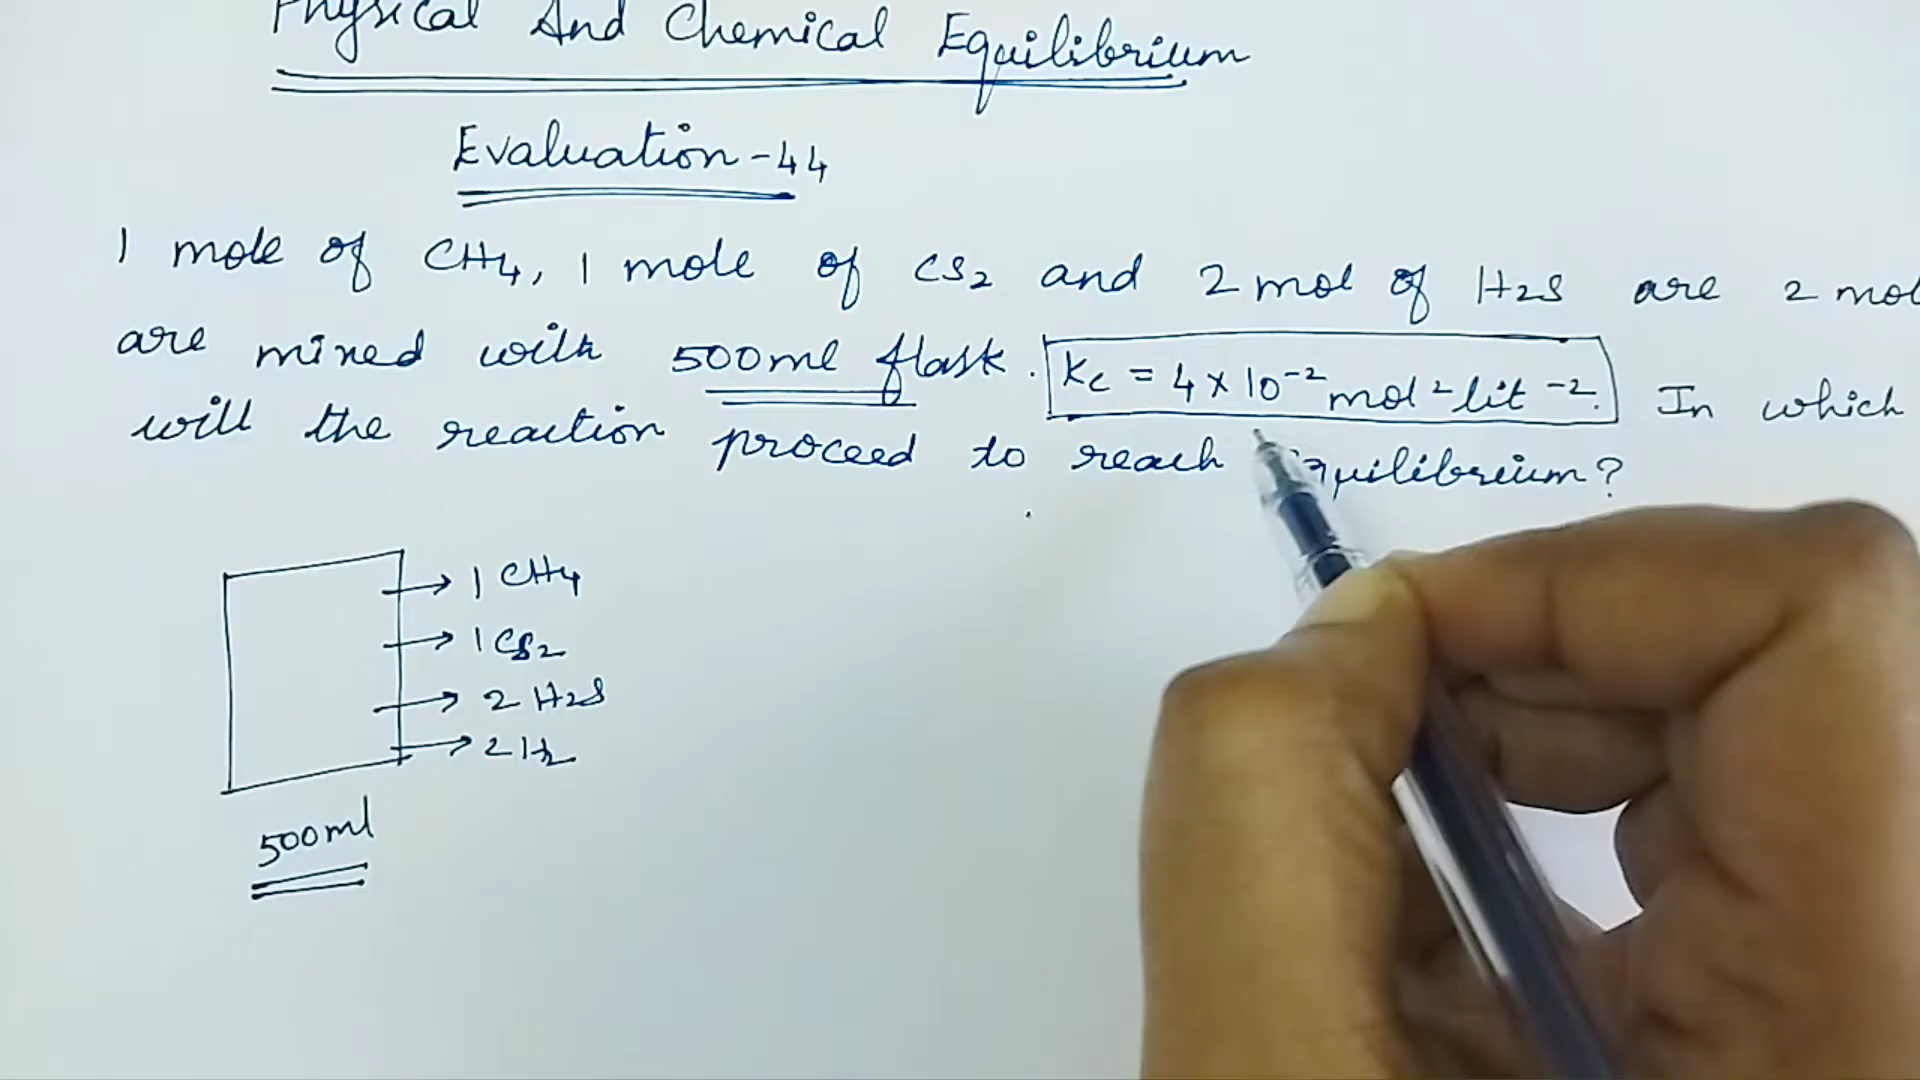 Physical And Chemical Equilibrium
Evaluation-44
1 mole of CH4, 1 mole of CS2 and 2 mol of H2S are 2 mol
are mixed with 500ml flask. Kc = 4 × 10-2 mol2 lit-2. In which
will the reaction proceed to reach Equilibrium?
1 CH4
1 CS2
2 H2S
2 H2
500ml